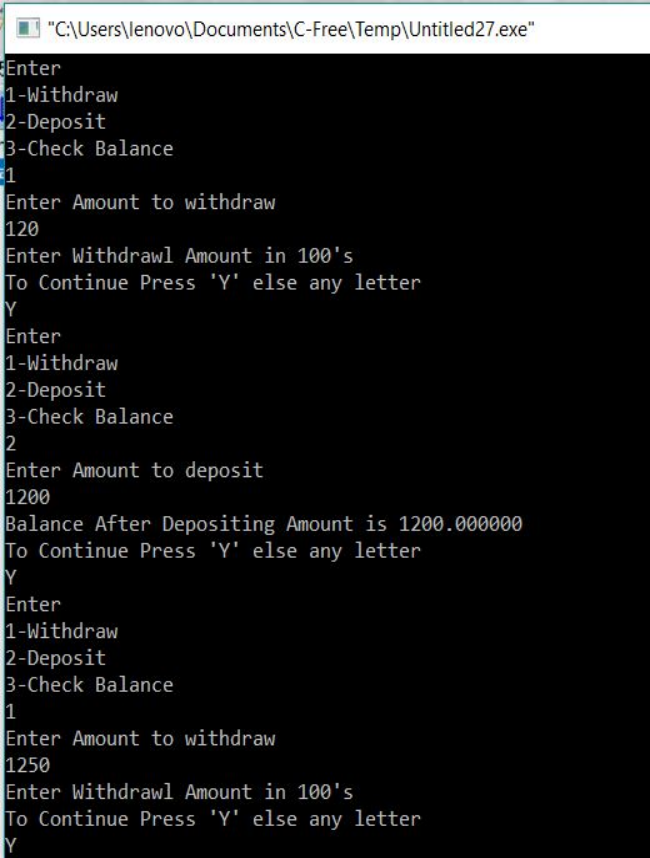 "C:\Users\lenovo\Documents\C-Free\Temp\Untitled27.exe"
Enter
1-Withdraw
2-Deposit
3-Check Balance
1
Enter Amount to withdraw
120
Enter Withdrawl Amount in 100's
To Continue Press 'Y' else any letter
Y
Enter
1-Withdraw
2-Deposit
3-Check Balance
2
Enter Amount to deposit
1200
Balance After Depositing Amount is 1200.000000
To Continue Press 'Y' else any letter
Y
Enter
1-Withdraw
2-Deposit
3-Check Balance
1
Enter Amount to withdraw
1250
Enter Withdrawl Amount in 100's
To Continue Press 'Y' else any letter
Y